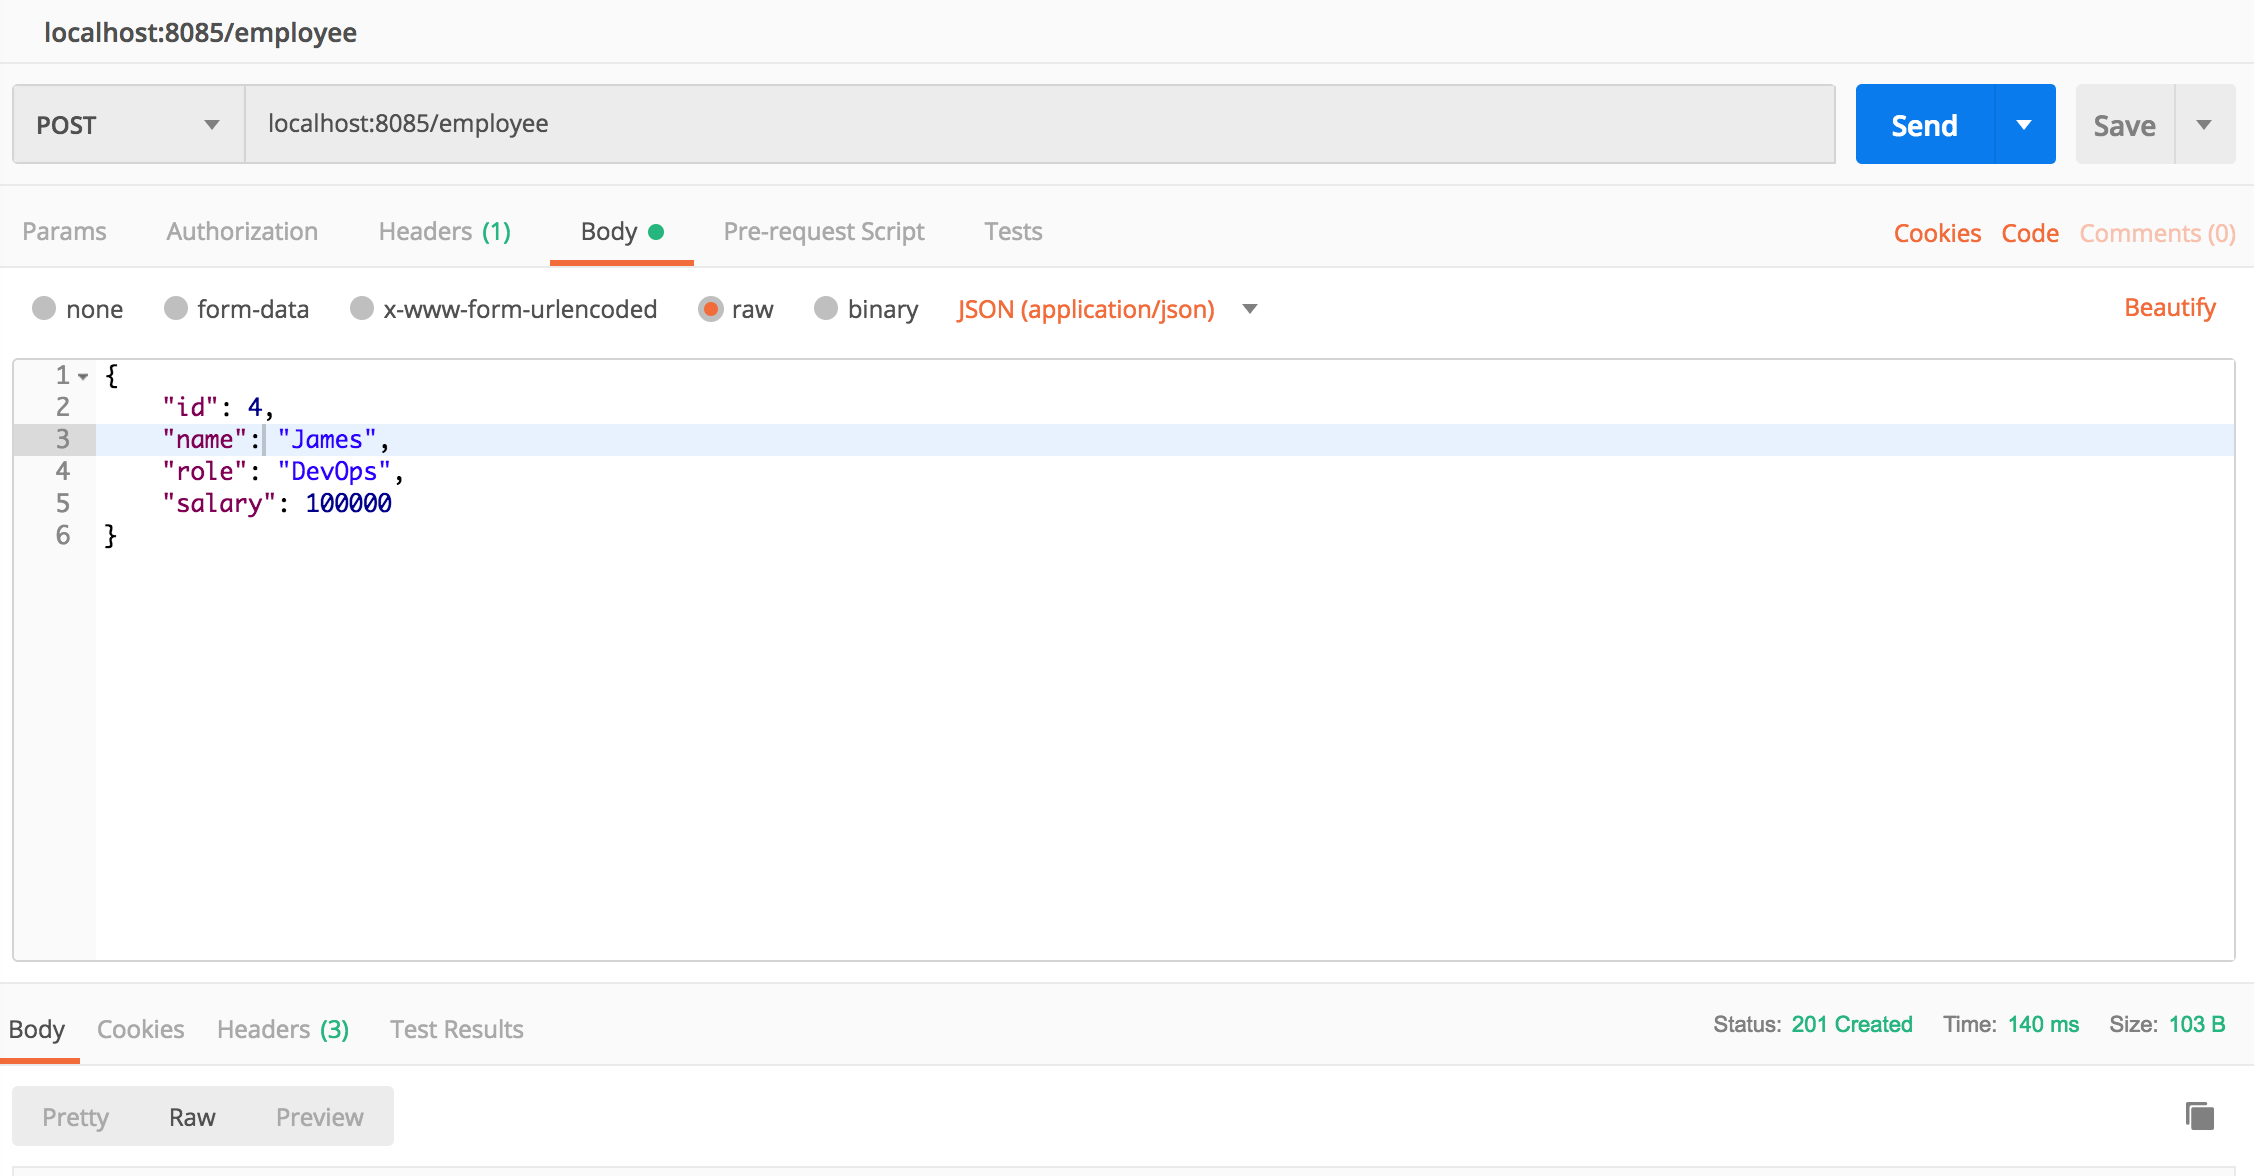 localhost:8085/employee
POST localhost:8085/employee Send Save
Params Authorization Headers (1) Body Pre-request Script Tests Cookies Code Comments (0)
none form-data x-www-form-urlencoded raw binary JSON (application/json) Beautify
1 {
2 "id": 4,
3 "name": "James",
4 "role": "DevOps",
5 "salary": 100000
6 }
Body Cookies Headers (3) Test Results Status: 201 Created Time: 140 ms Size: 103 B
Pretty Raw Preview